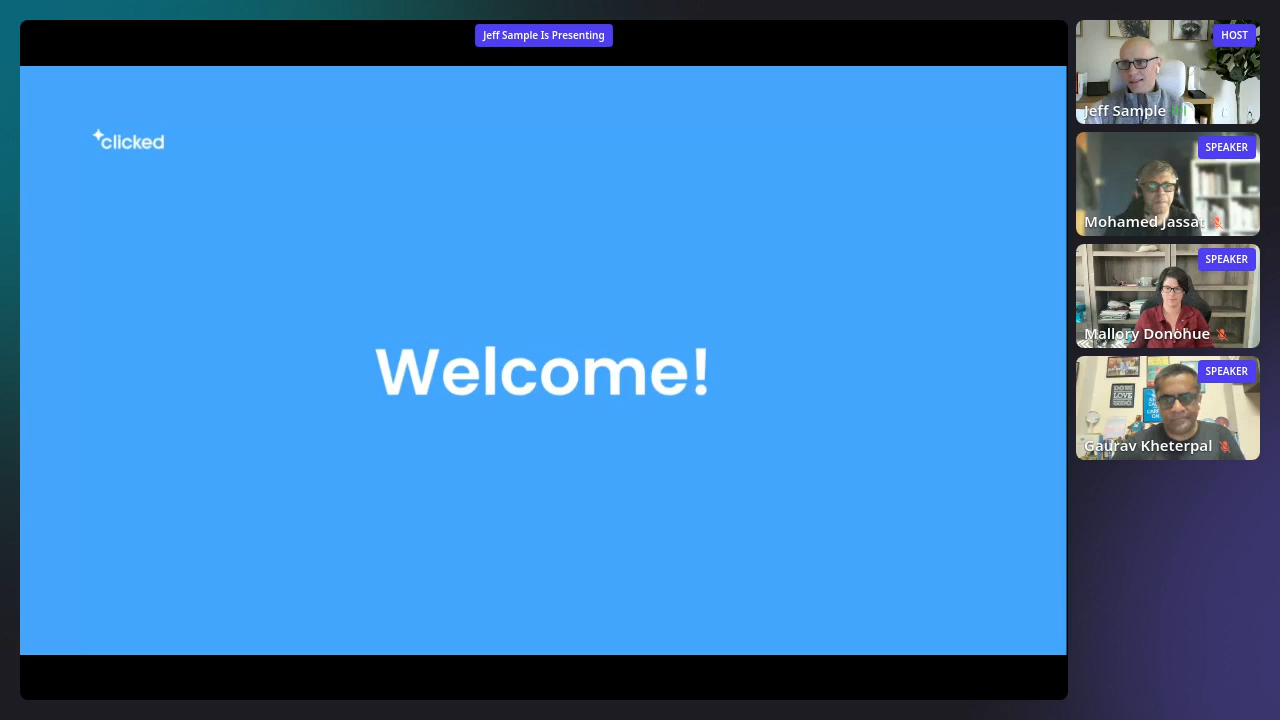 Jeff Sample Is Presenting
clicked
Welcome!
HOST
Jeff Sample
SPEAKER
Mohamed Jassat
SPEAKER
Mallory Donohue
SPEAKER
Gaurav Kheterpal